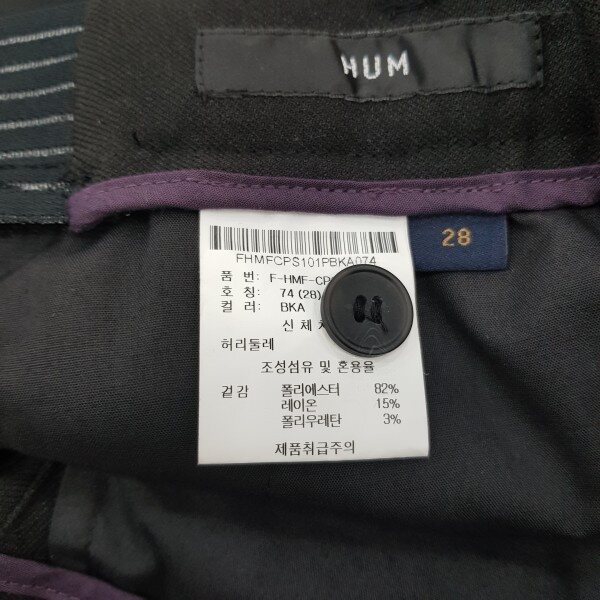 HUM
28
FHMFCPS101PBKA074
품 번: F-HMF-CP
호 칭: 74 (28)
컬 러: BKA
신 체
허리둘레
조성섬유 및 혼용율
겉감 폴리에스터 82%
레이온 15%
폴리우레탄 3%
제품취급주의